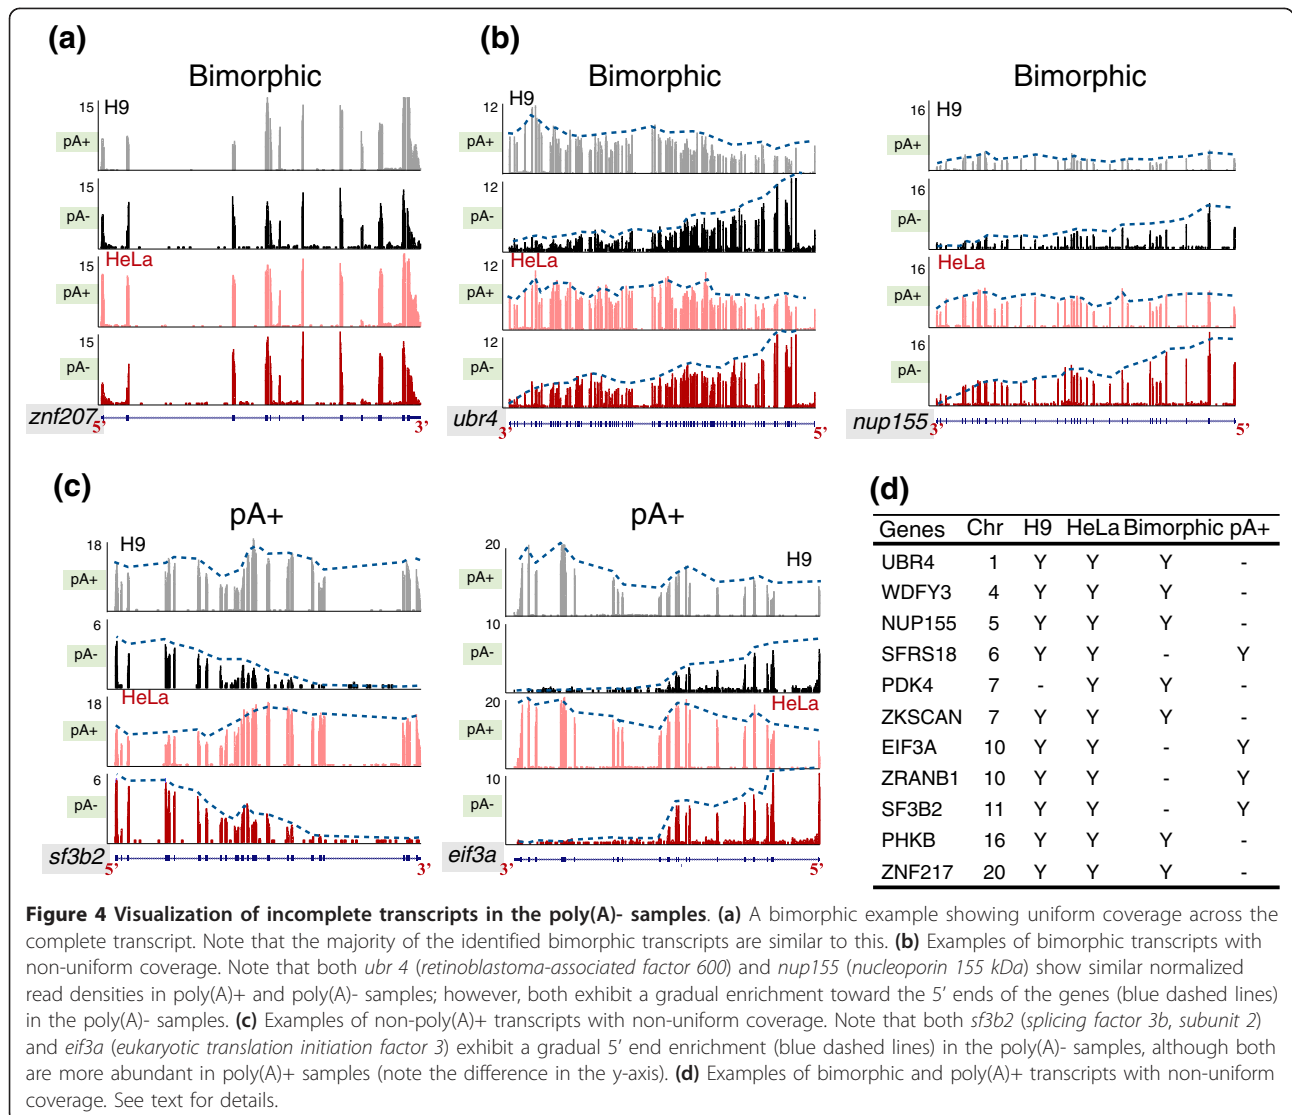 (a)
Bimorphic
15
H9
pA+
15
pA-
HeLa
15
pA+
15
pA-
znf207
5’
3’
(b)
Bimorphic
12
H9
pA+
12
pA-
HeLa
12
pA+
12
pA-
ubr4
3’
5’
Bimorphic
16
H9
pA+
16
pA-
HeLa
16
pA+
16
pA-
nup155
3’
5’
(c)
pA+
18
H9
pA+
6
pA-
HeLa
18
pA+
6
pA-
sf3b2
5’
3’
pA+
20
H9
pA+
10
pA-
HeLa
20
pA+
10
pA-
eif3a
3’
5’
(d)
Genes Chr H9 HeLa Bimorphic pA+
UBR4 1 Y Y Y -
WDFY3 4 Y Y Y -
NUP155 5 Y Y Y -
SFRS18 6 Y Y - Y
PDK4 7 - Y Y -
ZKSCAN 7 Y Y Y -
EIF3A 10 Y Y - Y
ZRANB1 10 Y Y - Y
SF3B2 11 Y Y - Y
PHKB 16 Y Y Y -
ZNF217 20 Y Y Y -
Figure 4 Visualization of incomplete transcripts in the poly(A)- samples. (a) A bimorphic example showing uniform coverage across the
complete transcript. Note that the majority of the identified bimorphic transcripts are similar to this. (b) Examples of bimorphic transcripts with
non-uniform coverage. Note that both ubr 4 (retinoblastoma-associated factor 600) and nup155 (nucleoporin 155 kDa) show similar normalized
read densities in poly(A)+ and poly(A)- samples; however, both exhibit a gradual enrichment toward the 5’ ends of the genes (blue dashed lines)
in the poly(A)- samples. (c) Examples of non-poly(A)+ transcripts with non-uniform coverage. Note that both sf3b2 (splicing factor 3b, subunit 2)
and eif3a (eukaryotic translation initiation factor 3) exhibit a gradual 5’ end enrichment (blue dashed lines) in the poly(A)- samples, although both
are more abundant in poly(A)+ samples (note the difference in the y-axis). (d) Examples of bimorphic and poly(A)+ transcripts with non-uniform
coverage. See text for details.